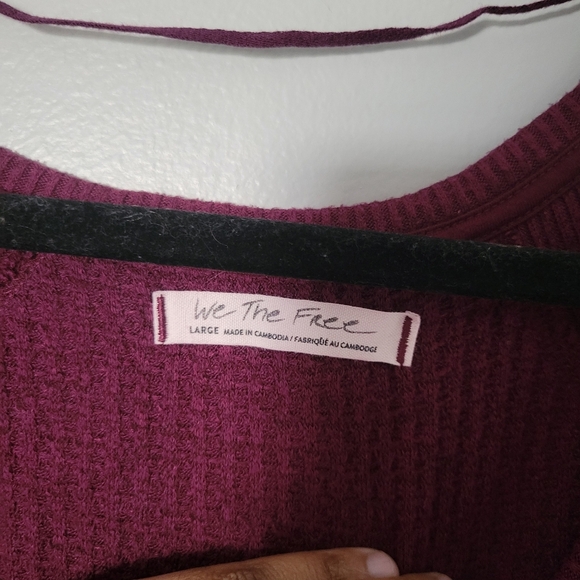 We The Free
LARGE MADE IN CAMBODIA / FABRIQUÉ AU CAMBODGE